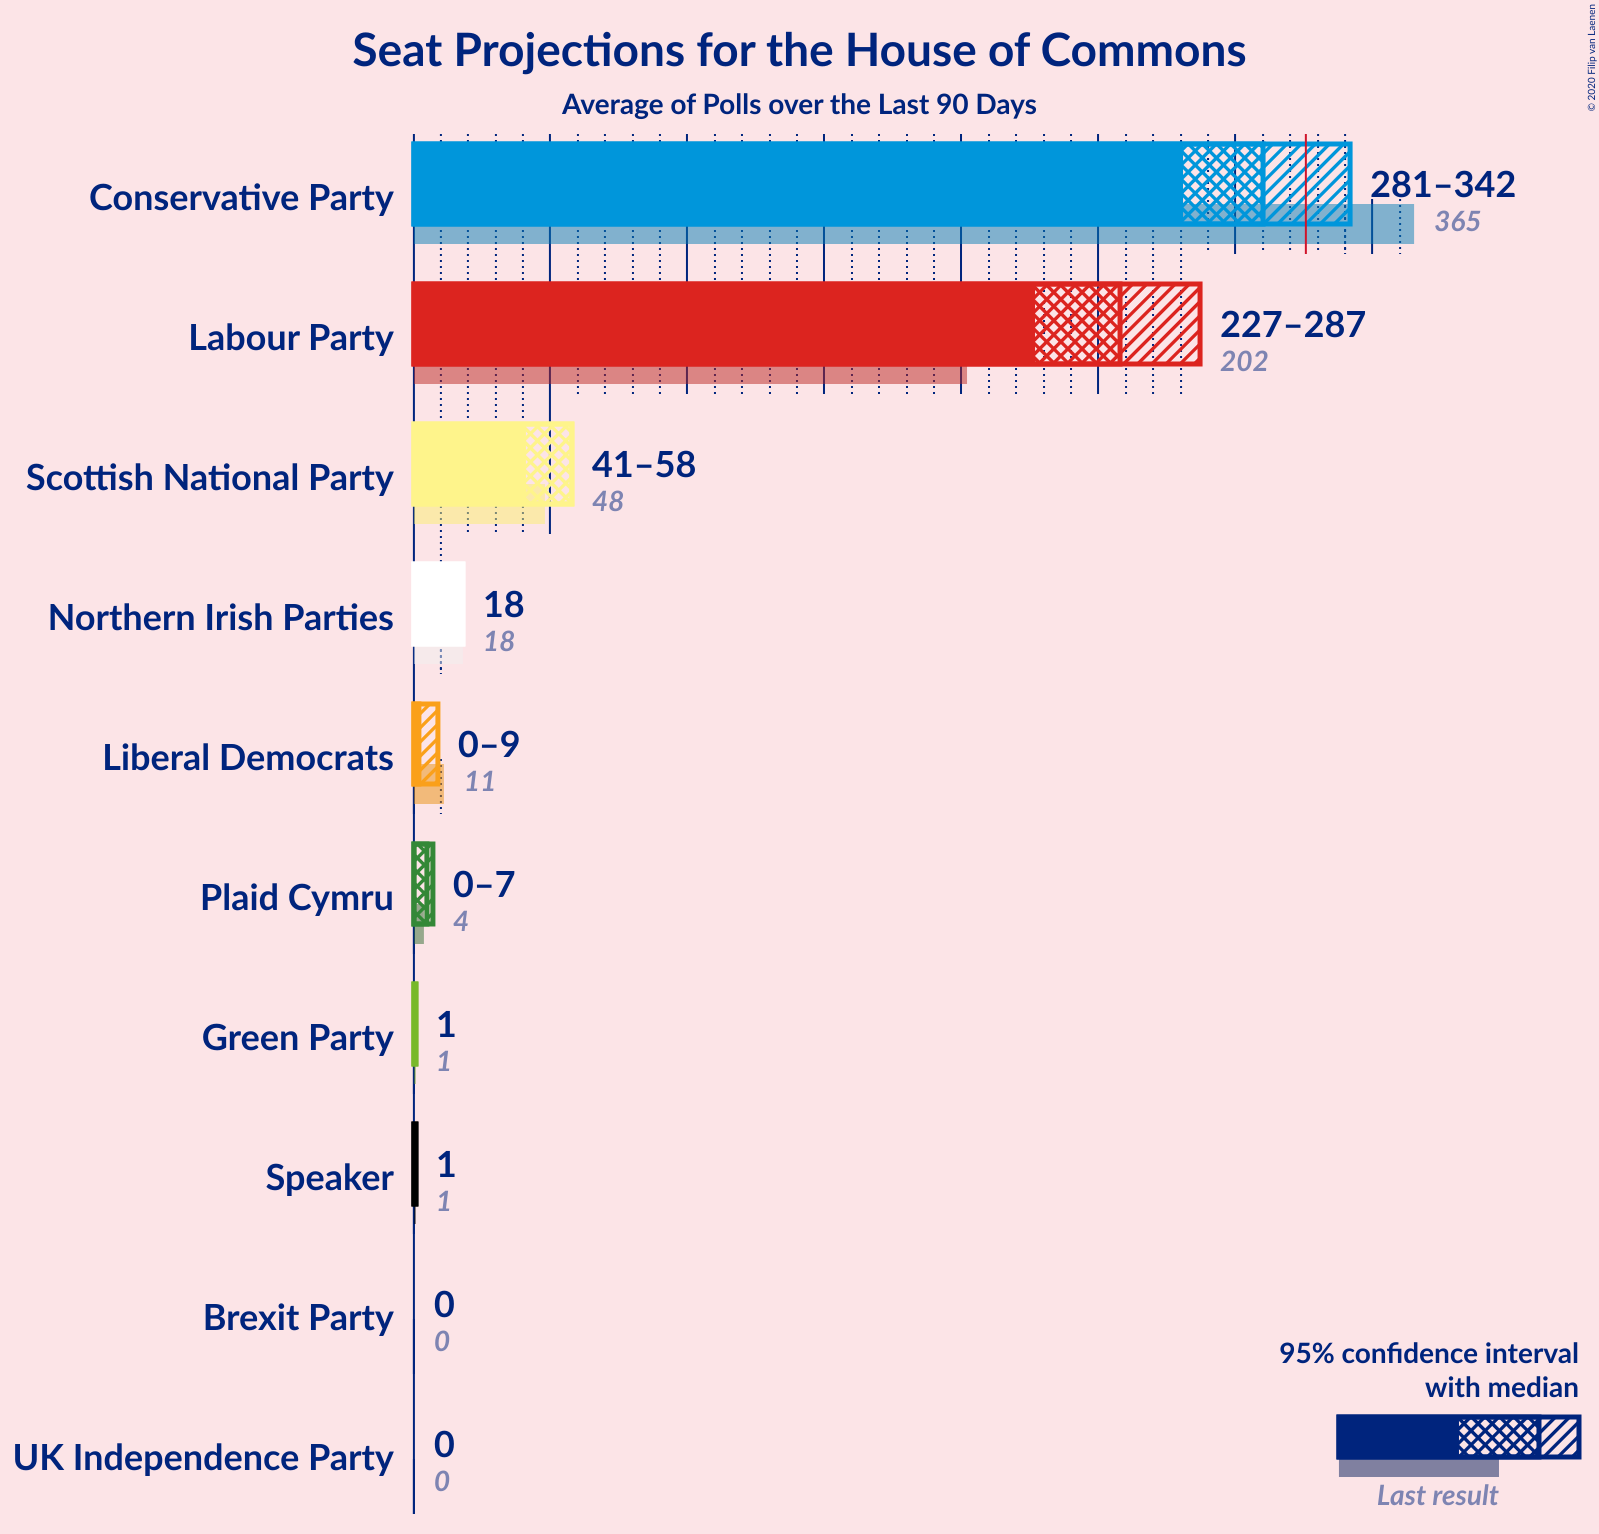 Seat Projections for the House of Commons
Average of Polls over the Last 90 Days
© 2020 Filip van Laenen
Conservative Party
281–342
365
Labour Party
227–287
202
Scottish National Party
41–58
48
Northern Irish Parties
18
18
Liberal Democrats
0–9
11
Plaid Cymru
0–7
4
Green Party
1
1
Speaker
1
1
Brexit Party
0
0
UK Independence Party
0
0
95% confidence interval
with median
Last result